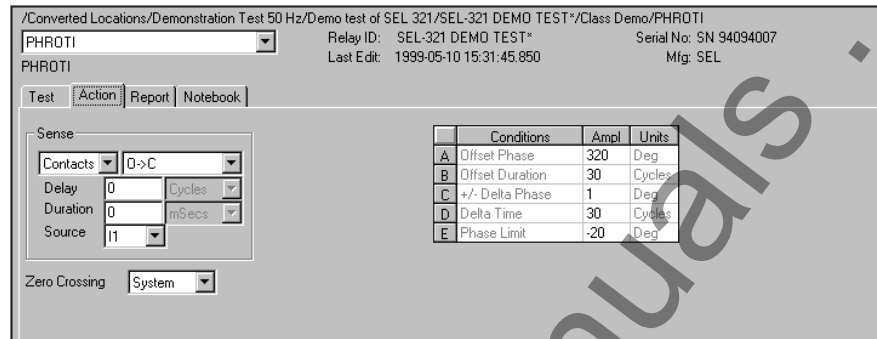 /Converted Locations/Demonstration Test 50 Hz/Demo test of SEL 321/SEL-321 DEMO TEST*/Class Demo/PHROTI
PHROTI Relay ID: SEL-321 DEMO TEST* Serial No: SN 94094007
PHROTI Last Edit: 1999-05-10 15:31:45.850 Mfg: SEL
Test Action Report Notebook
Sense
Contacts O->C
Delay 0 Cycles
Duration 0 mSecs
Source I1
Zero Crossing System
Conditions Ampl Units
A Offset Phase 320 Deg
B Offset Duration 30 Cycles
C +/- Delta Phase 1 Deg
D Delta Time 30 Cycles
E Phase Limit -20 Deg
uals .
nu